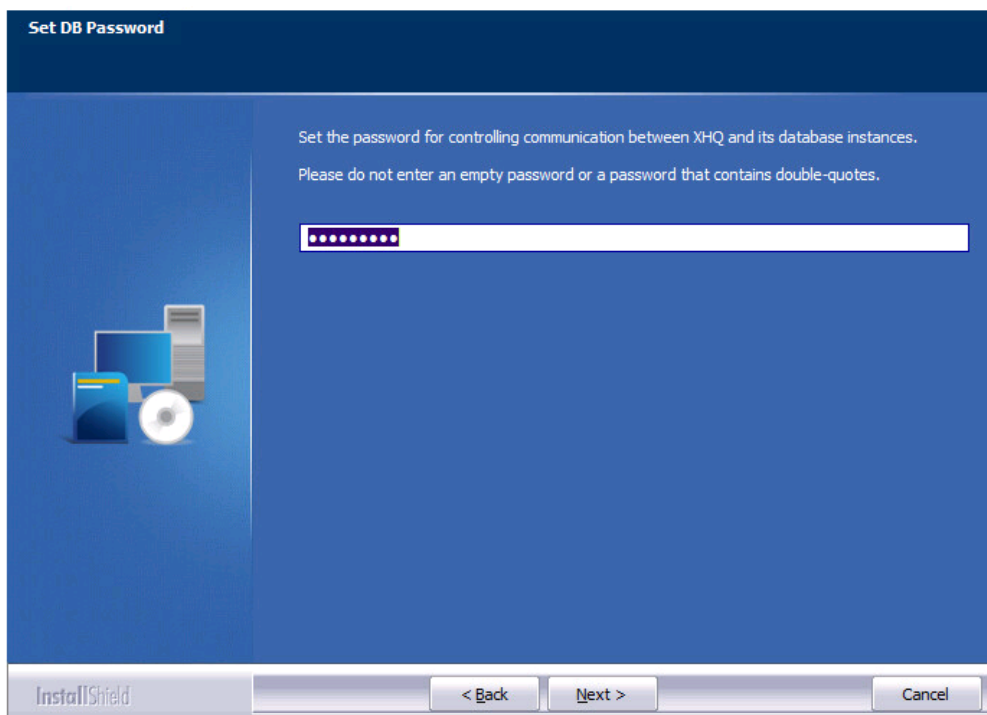 Set DB Password
Set the password for controlling communication between XHQ and its database instances.
Please do not enter an empty password or a password that contains double-quotes.
●●●●●●●●●
InstallShield
< Back
Next >
Cancel